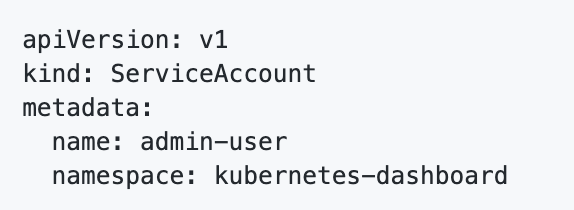 apiVersion: v1
kind: ServiceAccount
metadata:
  name: admin-user
  namespace: kubernetes-dashboard